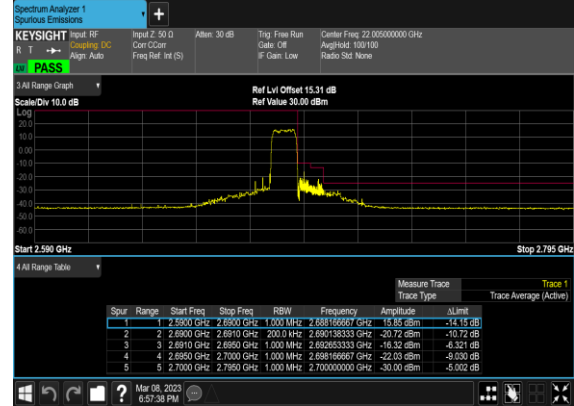 Spectrum Analyzer 1
Spurious Emissions
KEYSIGHT Input: RF Input Z: 50 Ω Atten: 30 dB Trig: Free Run Center Freq: 22.005000000 GHz
R T Coupling: DC Corr CCorr Gate: Off Avg|Hold: 100/100
Align: Auto Freq Ref: Int (S) IF Gain: Low Radio Std: None
PASS
3 All Range Graph
Ref Lvl Offset 15.31 dB
Scale/Div 10.0 dB Ref Value 30.00 dBm
Log
20.0
10.0
0.00
-10.0
-20.0
-30.0
-40.0
-50.0
-60.0
Start 2.590 GHz Stop 2.795 GHz
4 All Range Table
Measure Trace Trace 1
Trace Type Trace Average (Active)
Spur Range Start Freq Stop Freq RBW Frequency Amplitude ΔLimit
1 1 2.5900 GHz 2.6900 GHz 1.000 MHz 2.688166667 GHz 15.85 dBm -14.15 dB
2 2 2.6900 GHz 2.6910 GHz 200.0 kHz 2.690138333 GHz -20.72 dBm -10.72 dB
3 3 2.6910 GHz 2.6950 GHz 1.000 MHz 2.692653333 GHz -16.32 dBm -6.321 dB
4 4 2.6950 GHz 2.7000 GHz 1.000 MHz 2.698166667 GHz -22.03 dBm -9.030 dB
5 5 2.7000 GHz 2.7950 GHz 1.000 MHz 2.700000000 GHz -30.00 dBm -5.002 dB
?
Mar 08, 2023
6:57:38 PM